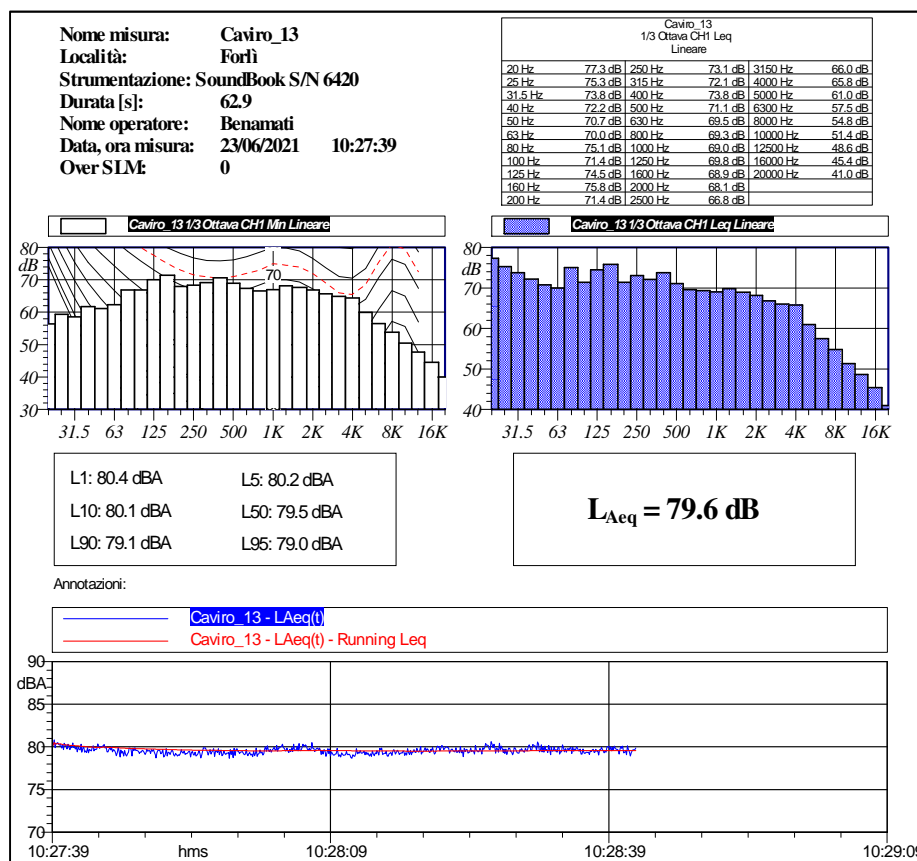 Nome misura: Caviro_13
Località: Forlì
Strumentazione: SoundBook S/N 6420
Durata [s]: 62.9
Nome operatore: Benamati
Data, ora misura: 23/06/2021 10:27:39
Over SLM: 0
Caviro_13
1/3 Ottava CH1 Leq
Lineare
20 Hz 77.3 dB 250 Hz 73.1 dB 3150 Hz 66.0 dB
25 Hz 75.3 dB 315 Hz 72.1 dB 4000 Hz 65.8 dB
31.5 Hz 73.8 dB 400 Hz 73.8 dB 5000 Hz 61.0 dB
40 Hz 72.2 dB 500 Hz 71.1 dB 6300 Hz 57.5 dB
50 Hz 70.7 dB 630 Hz 69.5 dB 8000 Hz 54.8 dB
63 Hz 70.0 dB 800 Hz 69.3 dB 10000 Hz 51.4 dB
80 Hz 75.1 dB 1000 Hz 69.0 dB 12500 Hz 48.6 dB
100 Hz 71.4 dB 1250 Hz 69.8 dB 16000 Hz 45.4 dB
125 Hz 74.5 dB 1600 Hz 68.9 dB 20000 Hz 41.0 dB
160 Hz 75.8 dB 2000 Hz 68.1 dB
200 Hz 71.4 dB 2500 Hz 66.8 dB
Caviro_13 1/3 Ottava CH1 Min Lineare
80
dB
70
60
50
40
30
70
31.5 63 125 250 500 1K 2K 4K 8K 16K
Caviro_13 1/3 Ottava CH1 Leq Lineare
80
dB
70
60
50
40
31.5 63 125 250 500 1K 2K 4K 8K 16K
L1: 80.4 dBA L5: 80.2 dBA
L10: 80.1 dBA L50: 79.5 dBA
L90: 79.1 dBA L95: 79.0 dBA
LAeq = 79.6 dB
Annotazioni:
Caviro_13 - LAeq(t)
Caviro_13 - LAeq(t) - Running Leq
90
dBA
85
80
75
70
10:27:39 hms 10:28:09 10:28:39 10:29:09